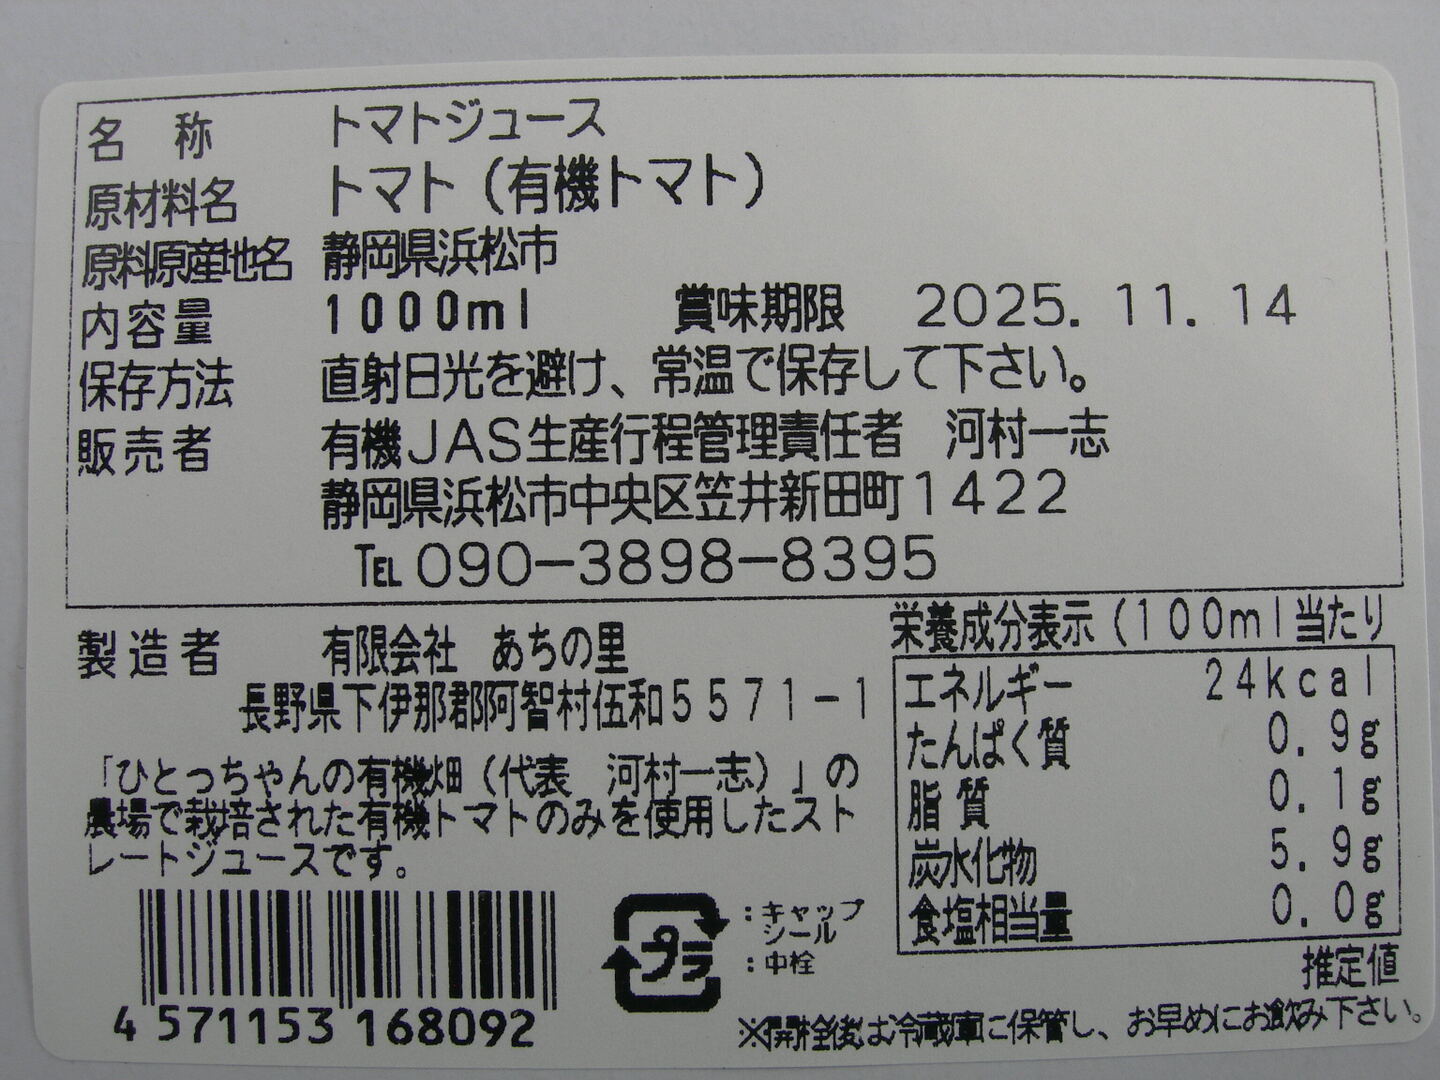 名 称 トマトジュース
原材料名 トマト（有機トマト）
原料原産地名 静岡県浜松市
内容量 1000ml 賞味期限 2025. 11. 14
保存方法 直射日光を避け、常温で保存して下さい。
販売者 有機JAS生産行程管理責任者 河村一志
静岡県浜松市中央区笠井新田町1422
TEL 090-3898-8395
製造者 有限会社 あちの里
長野県下伊那郡阿智村伍和5571-1
「ひとっちゃんの有機畑（代表 河村一志）」の
農場で栽培された有機トマトのみを使用したスト
レートジュースです。
栄養成分表示（100ml当たり
エネルギー 24kcal
たんぱく質 0.9g
脂質 0.1g
炭水化物 5.9g
食塩相当量 0.0g
推定値
4 571153 168092
プラ
：キャップ
シール
：中栓
※開栓後は冷蔵庫に保管し、お早めにお飲み下さい。